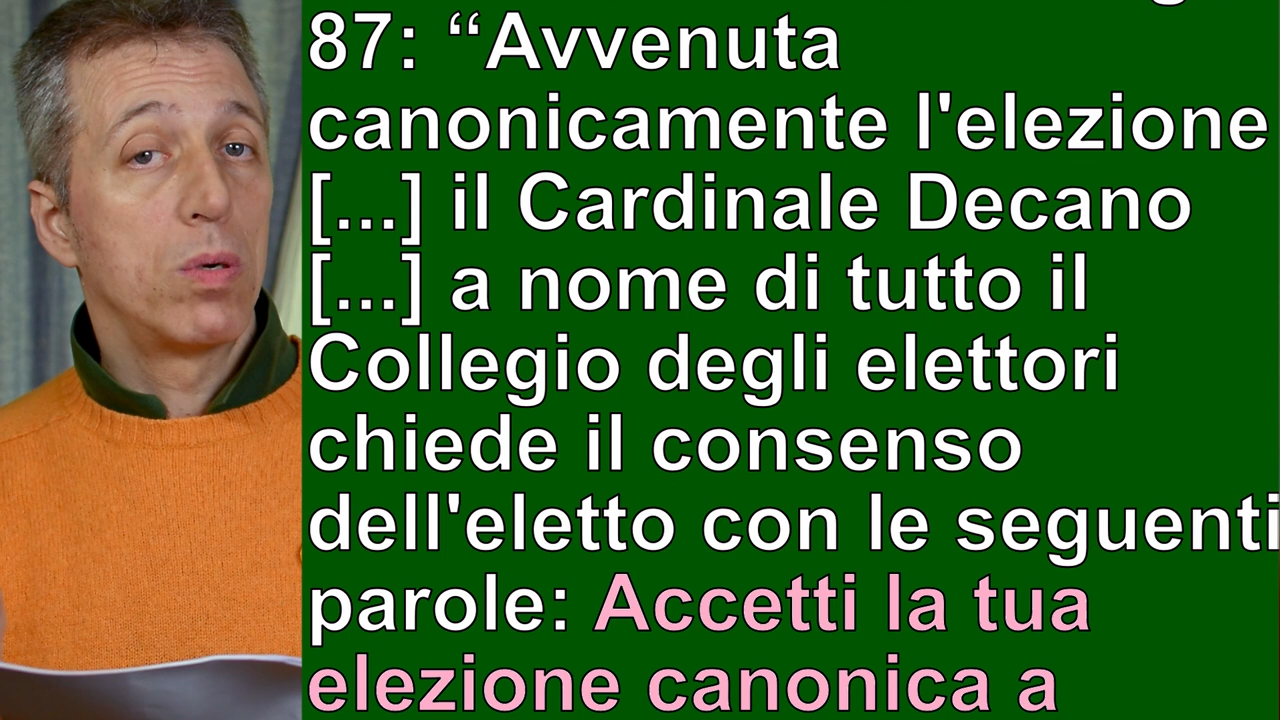 87: “Avvenuta
canonicamente l'elezione
[...] il Cardinale Decano
[...] a nome di tutto il
Collegio degli elettori
chiede il consenso
dell'eletto con le seguenti
parole: Accetti la tua
elezione canonica a